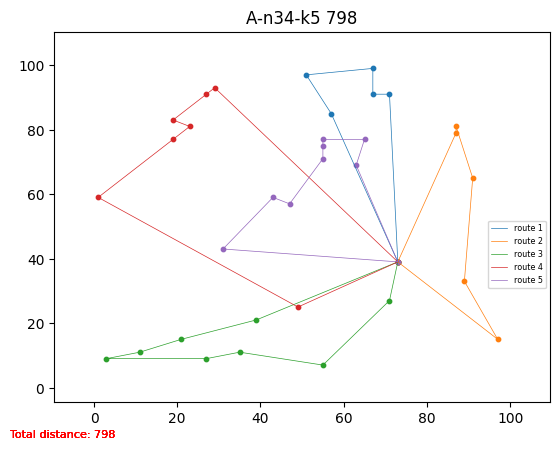 A-n34-k5 798
100
80
60
40
20
0
0 20 40 60 80 100
route 1
route 2
route 3
route 4
route 5
Total distance: 798